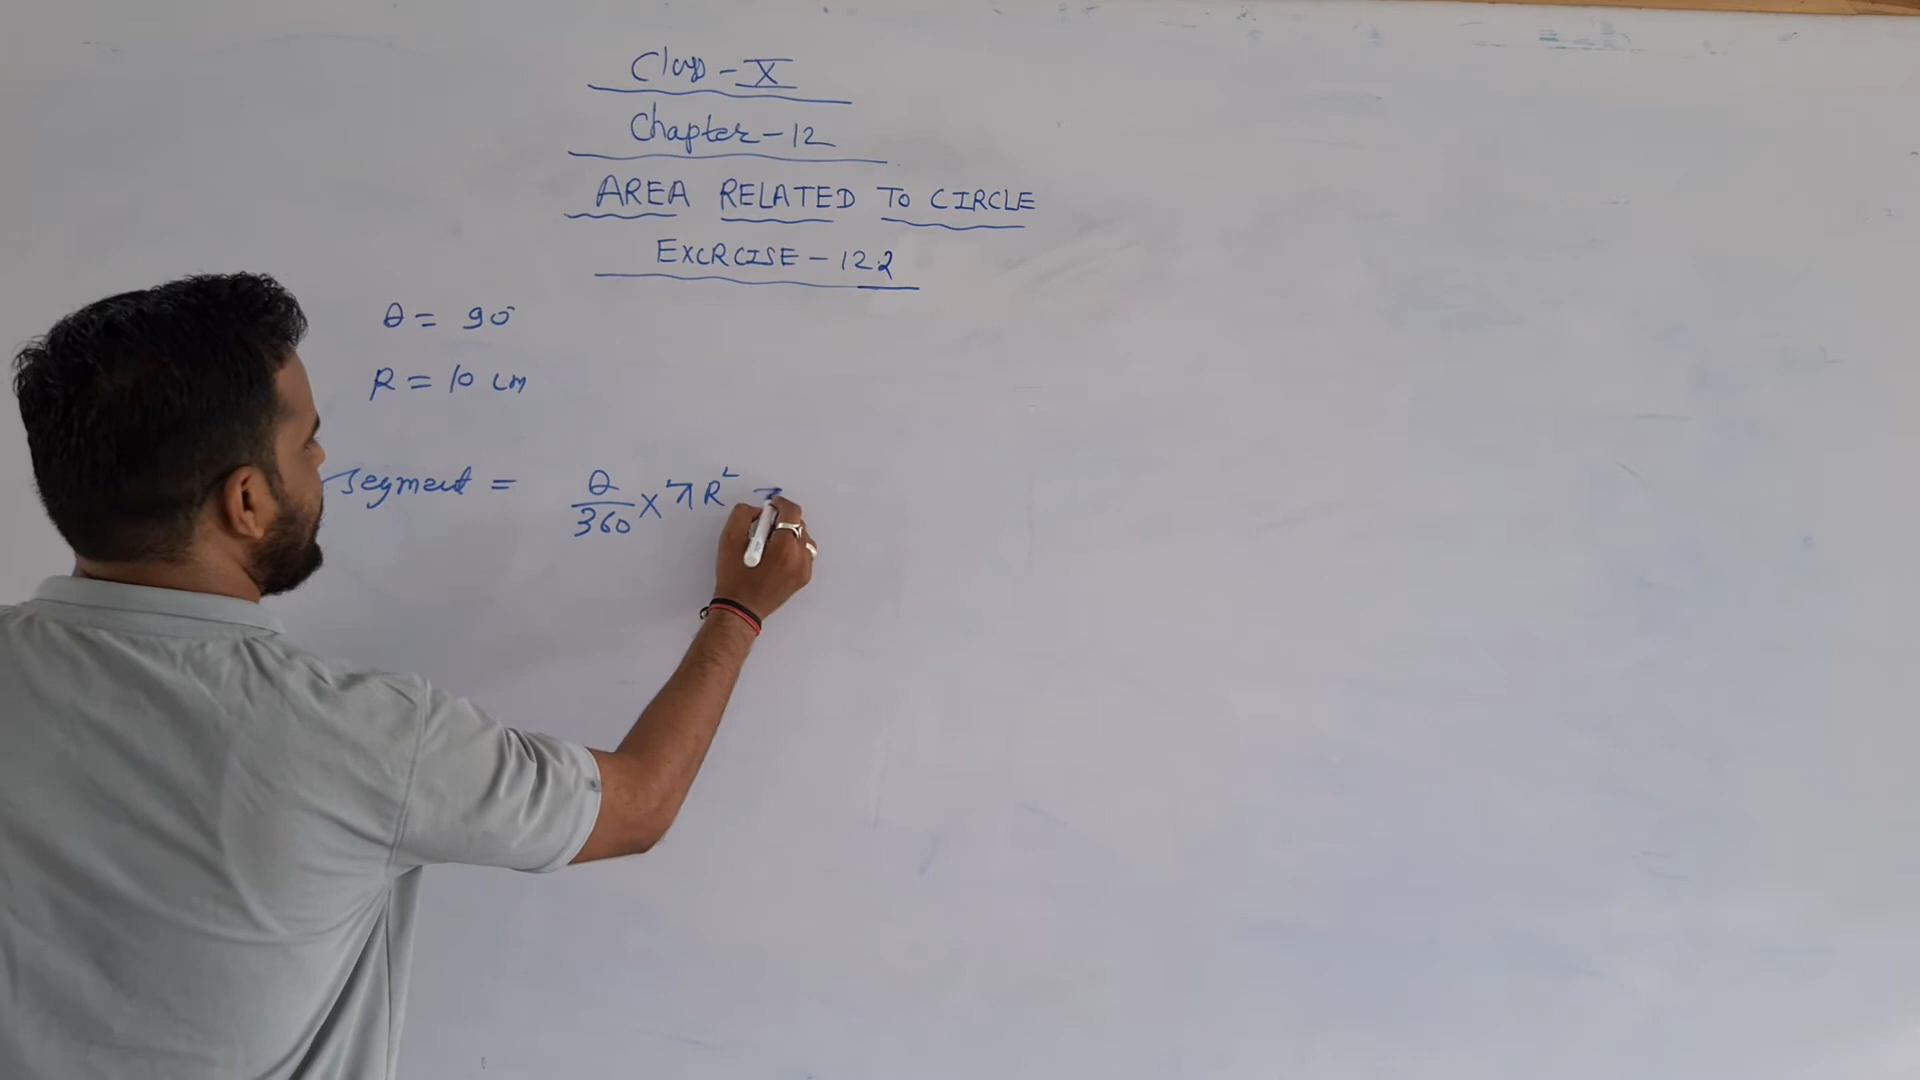 Class - X
Chapter - 12
AREA RELATED TO CIRCLE
EXCRCISE - 12.2
θ = 90°
R = 10 cm
segment = θ/360 × πR²